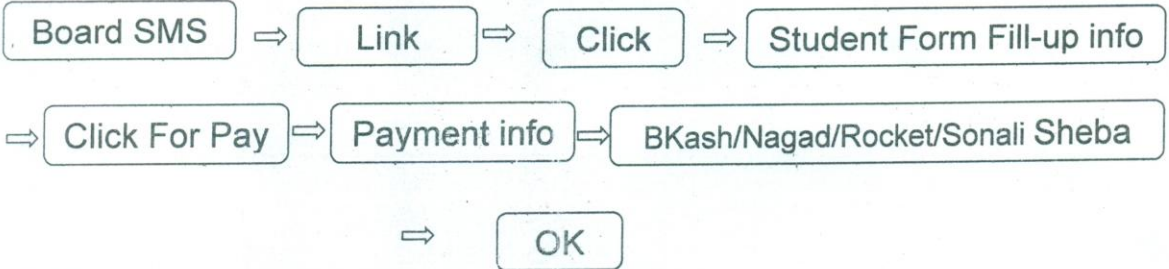 Board SMS ⇨ Link ⇨ Click ⇨ Student Form Fill-up info
⇨ Click For Pay ⇨ Payment info ⇨ BKash/Nagad/Rocket/Sonali Sheba
⇨ OK